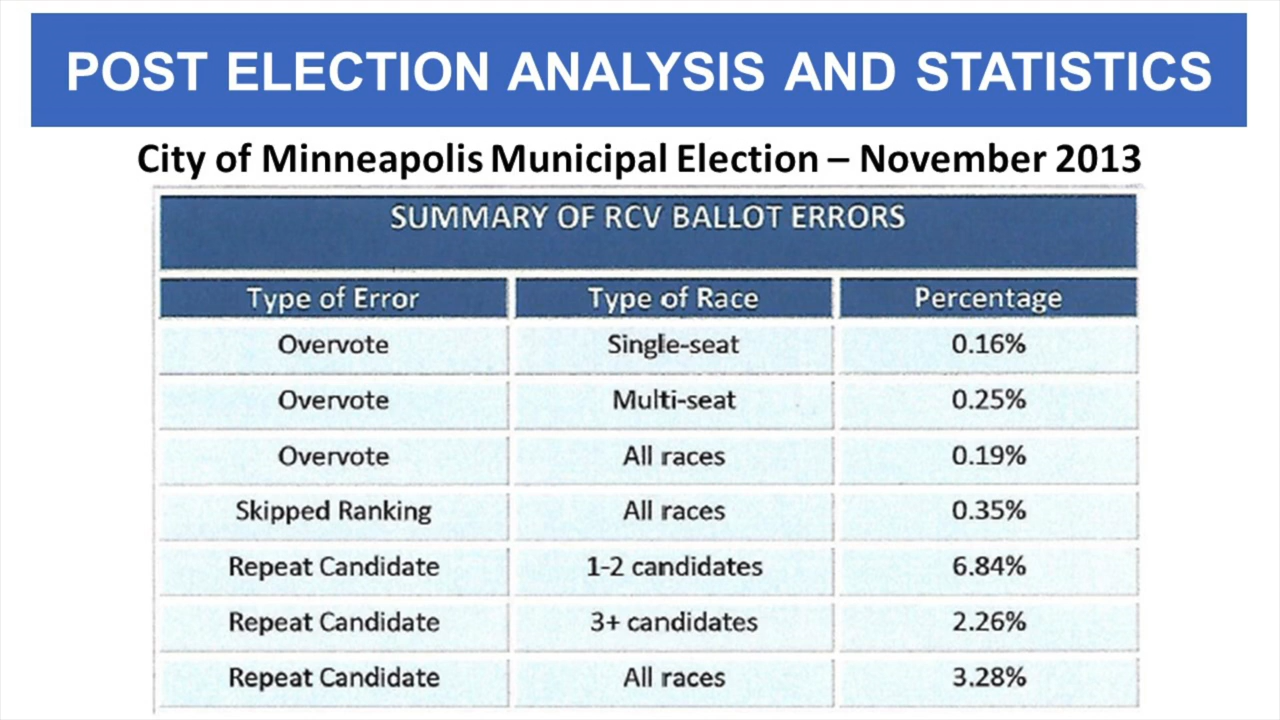 POST ELECTION ANALYSIS AND STATISTICS
City of Minneapolis Municipal Election – November 2013
SUMMARY OF RCV BALLOT ERRORS
Type of Error Type of Race Percentage
Overvote Single-seat 0.16%
Overvote Multi-seat 0.25%
Overvote All races 0.19%
Skipped Ranking All races 0.35%
Repeat Candidate 1-2 candidates 6.84%
Repeat Candidate 3+ candidates 2.26%
Repeat Candidate All races 3.28%